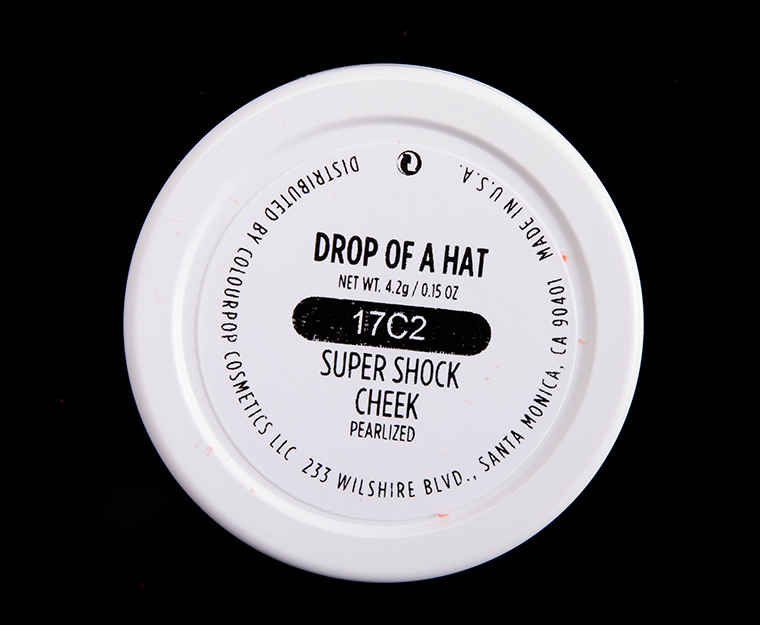 DROP OF A HAT
NET WT. 4.2g / 0.15 OZ
17C2
SUPER SHOCK
CHEEK
PEARLIZED
DISTRIBUTED BY COLOURPOP COSMETICS LLC 233 WILSHIRE BLVD., SANTA MONICA, CA 90401 MADE IN U.S.A.